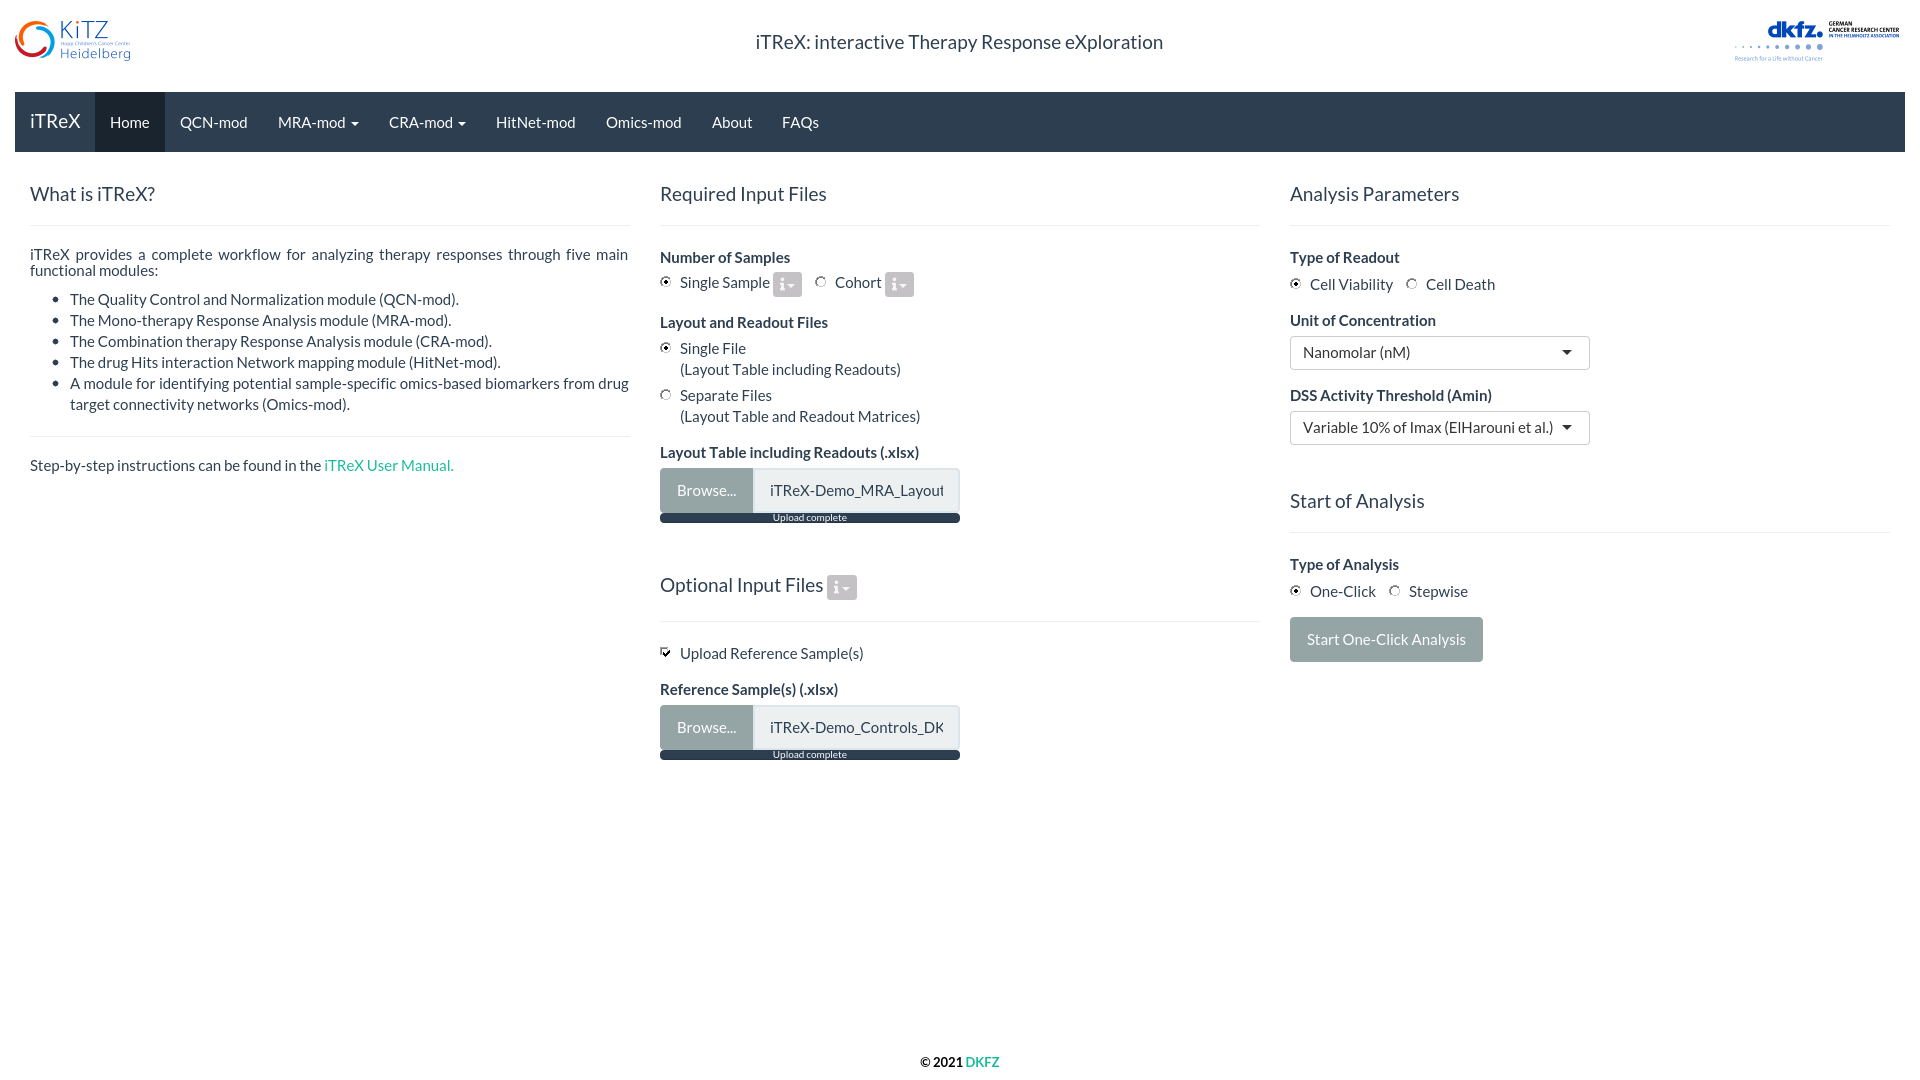 KiTZ
Hopp Children's Cancer Center
Heidelberg
iTReX: interactive Therapy Response eXploration
dkfz.
GERMAN
CANCER RESEARCH CENTER
IN THE HELMHOLTZ ASSOCIATION
Research for a Life without Cancer
iTReX
Home
QCN-mod
MRA-mod
CRA-mod
HitNet-mod
Omics-mod
About
FAQs
What is iTReX?
iTReX provides a complete workflow for analyzing therapy responses through five main
functional modules:
The Quality Control and Normalization module (QCN-mod).
The Mono-therapy Response Analysis module (MRA-mod).
The Combination therapy Response Analysis module (CRA-mod).
The drug Hits interaction Network mapping module (HitNet-mod).
A module for identifying potential sample-specific omics-based biomarkers from drug
target connectivity networks (Omics-mod).
Step-by-step instructions can be found in the iTReX User Manual.
Required Input Files
Number of Samples
Single Sample
Cohort
Layout and Readout Files
Single File
(Layout Table including Readouts)
Separate Files
(Layout Table and Readout Matrices)
Layout Table including Readouts (.xlsx)
Browse... iTReX-Demo_MRA_Layout
Upload complete
Optional Input Files
Upload Reference Sample(s)
Reference Sample(s) (.xlsx)
Browse... iTReX-Demo_Controls_DK
Upload complete
Analysis Parameters
Type of Readout
Cell Viability
Cell Death
Unit of Concentration
Nanomolar (nM)
DSS Activity Threshold (Amin)
Variable 10% of Imax (ElHarouni et al.)
Start of Analysis
Type of Analysis
One-Click
Stepwise
Start One-Click Analysis
© 2021 DKFZ